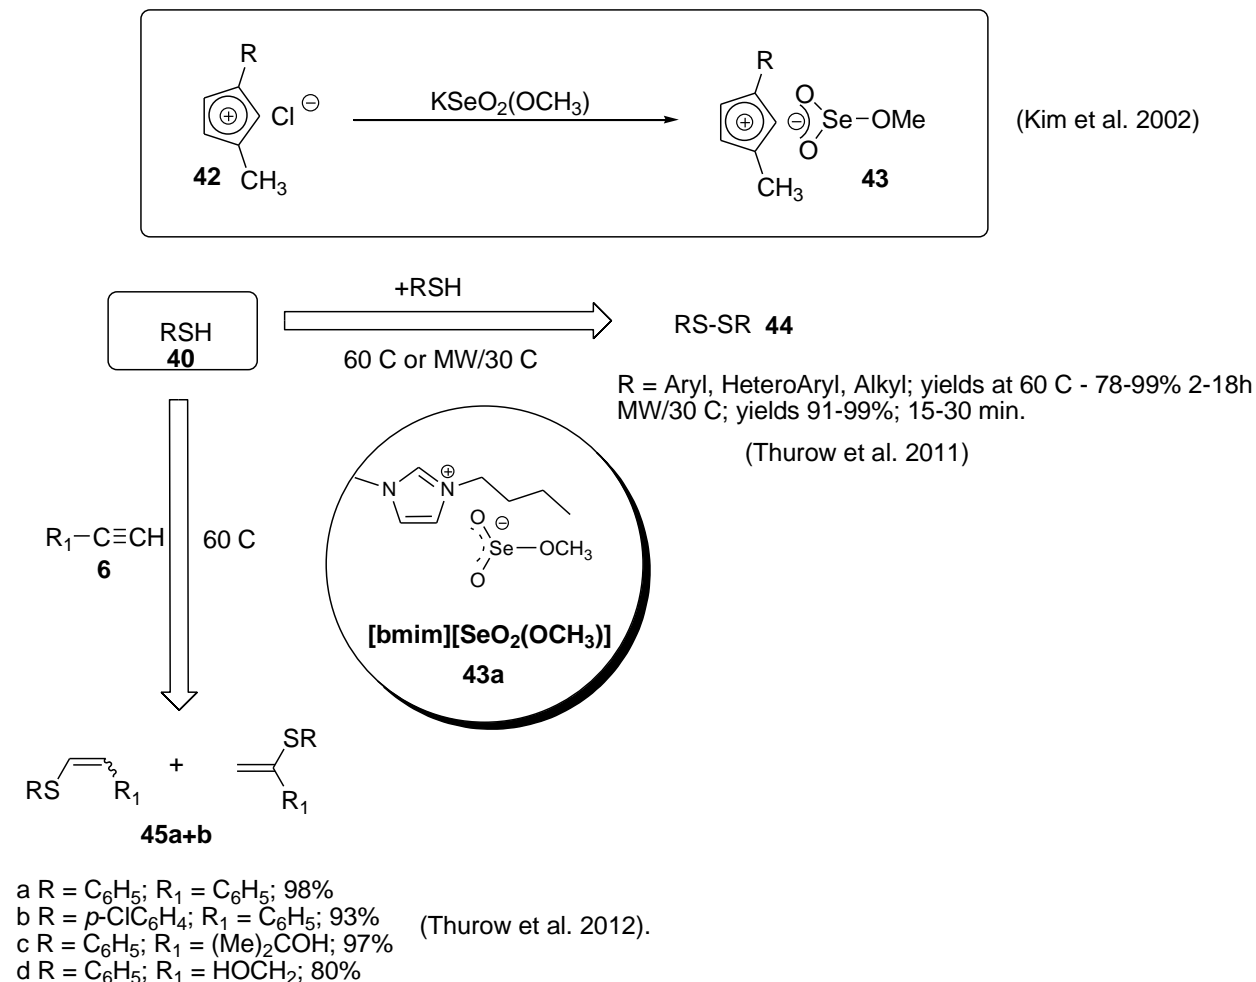 R
Cl ⊖
⊕
42 CH₃
KSeO₂(OCH₃)
R
⊕ ⊖ O Se–OMe
O
CH₃ 43
(Kim et al. 2002)
RSH
40
+RSH
60 C or MW/30 C
RS-SR 44
R = Aryl, HeteroAryl, Alkyl; yields at 60 C - 78-99% 2-18h
MW/30 C; yields 91-99%; 15-30 min.
(Thurow et al. 2011)
R₁–C≡CH
6
60 C
N N ⊕
O ⊖
Se–OCH₃
O
[bmim][SeO₂(OCH₃)]
43a
RS R₁ + SR
R₁
45a+b
a R = C₆H₅; R₁ = C₆H₅; 98%
b R = p-ClC₆H₄; R₁ = C₆H₅; 93%
c R = C₆H₅; R₁ = (Me)₂COH; 97%
d R = C₆H₅; R₁ = HOCH₂; 80%
(Thurow et al. 2012).